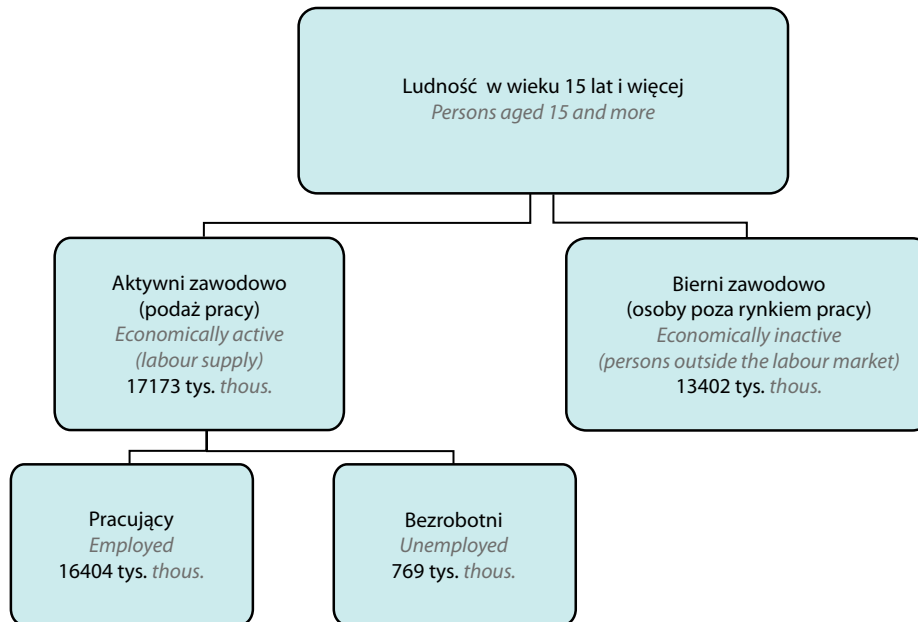 Ludność w wieku 15 lat i więcej
Persons aged 15 and more
Aktywni zawodowo
(podaż pracy)
Economically active
(labour supply)
17173 tys. thous.
Bierni zawodowo
(osoby poza rynkiem pracy)
Economically inactive
(persons outside the labour market)
13402 tys. thous.
Pracujący
Employed
16404 tys. thous.
Bezrobotni
Unemployed
769 tys. thous.